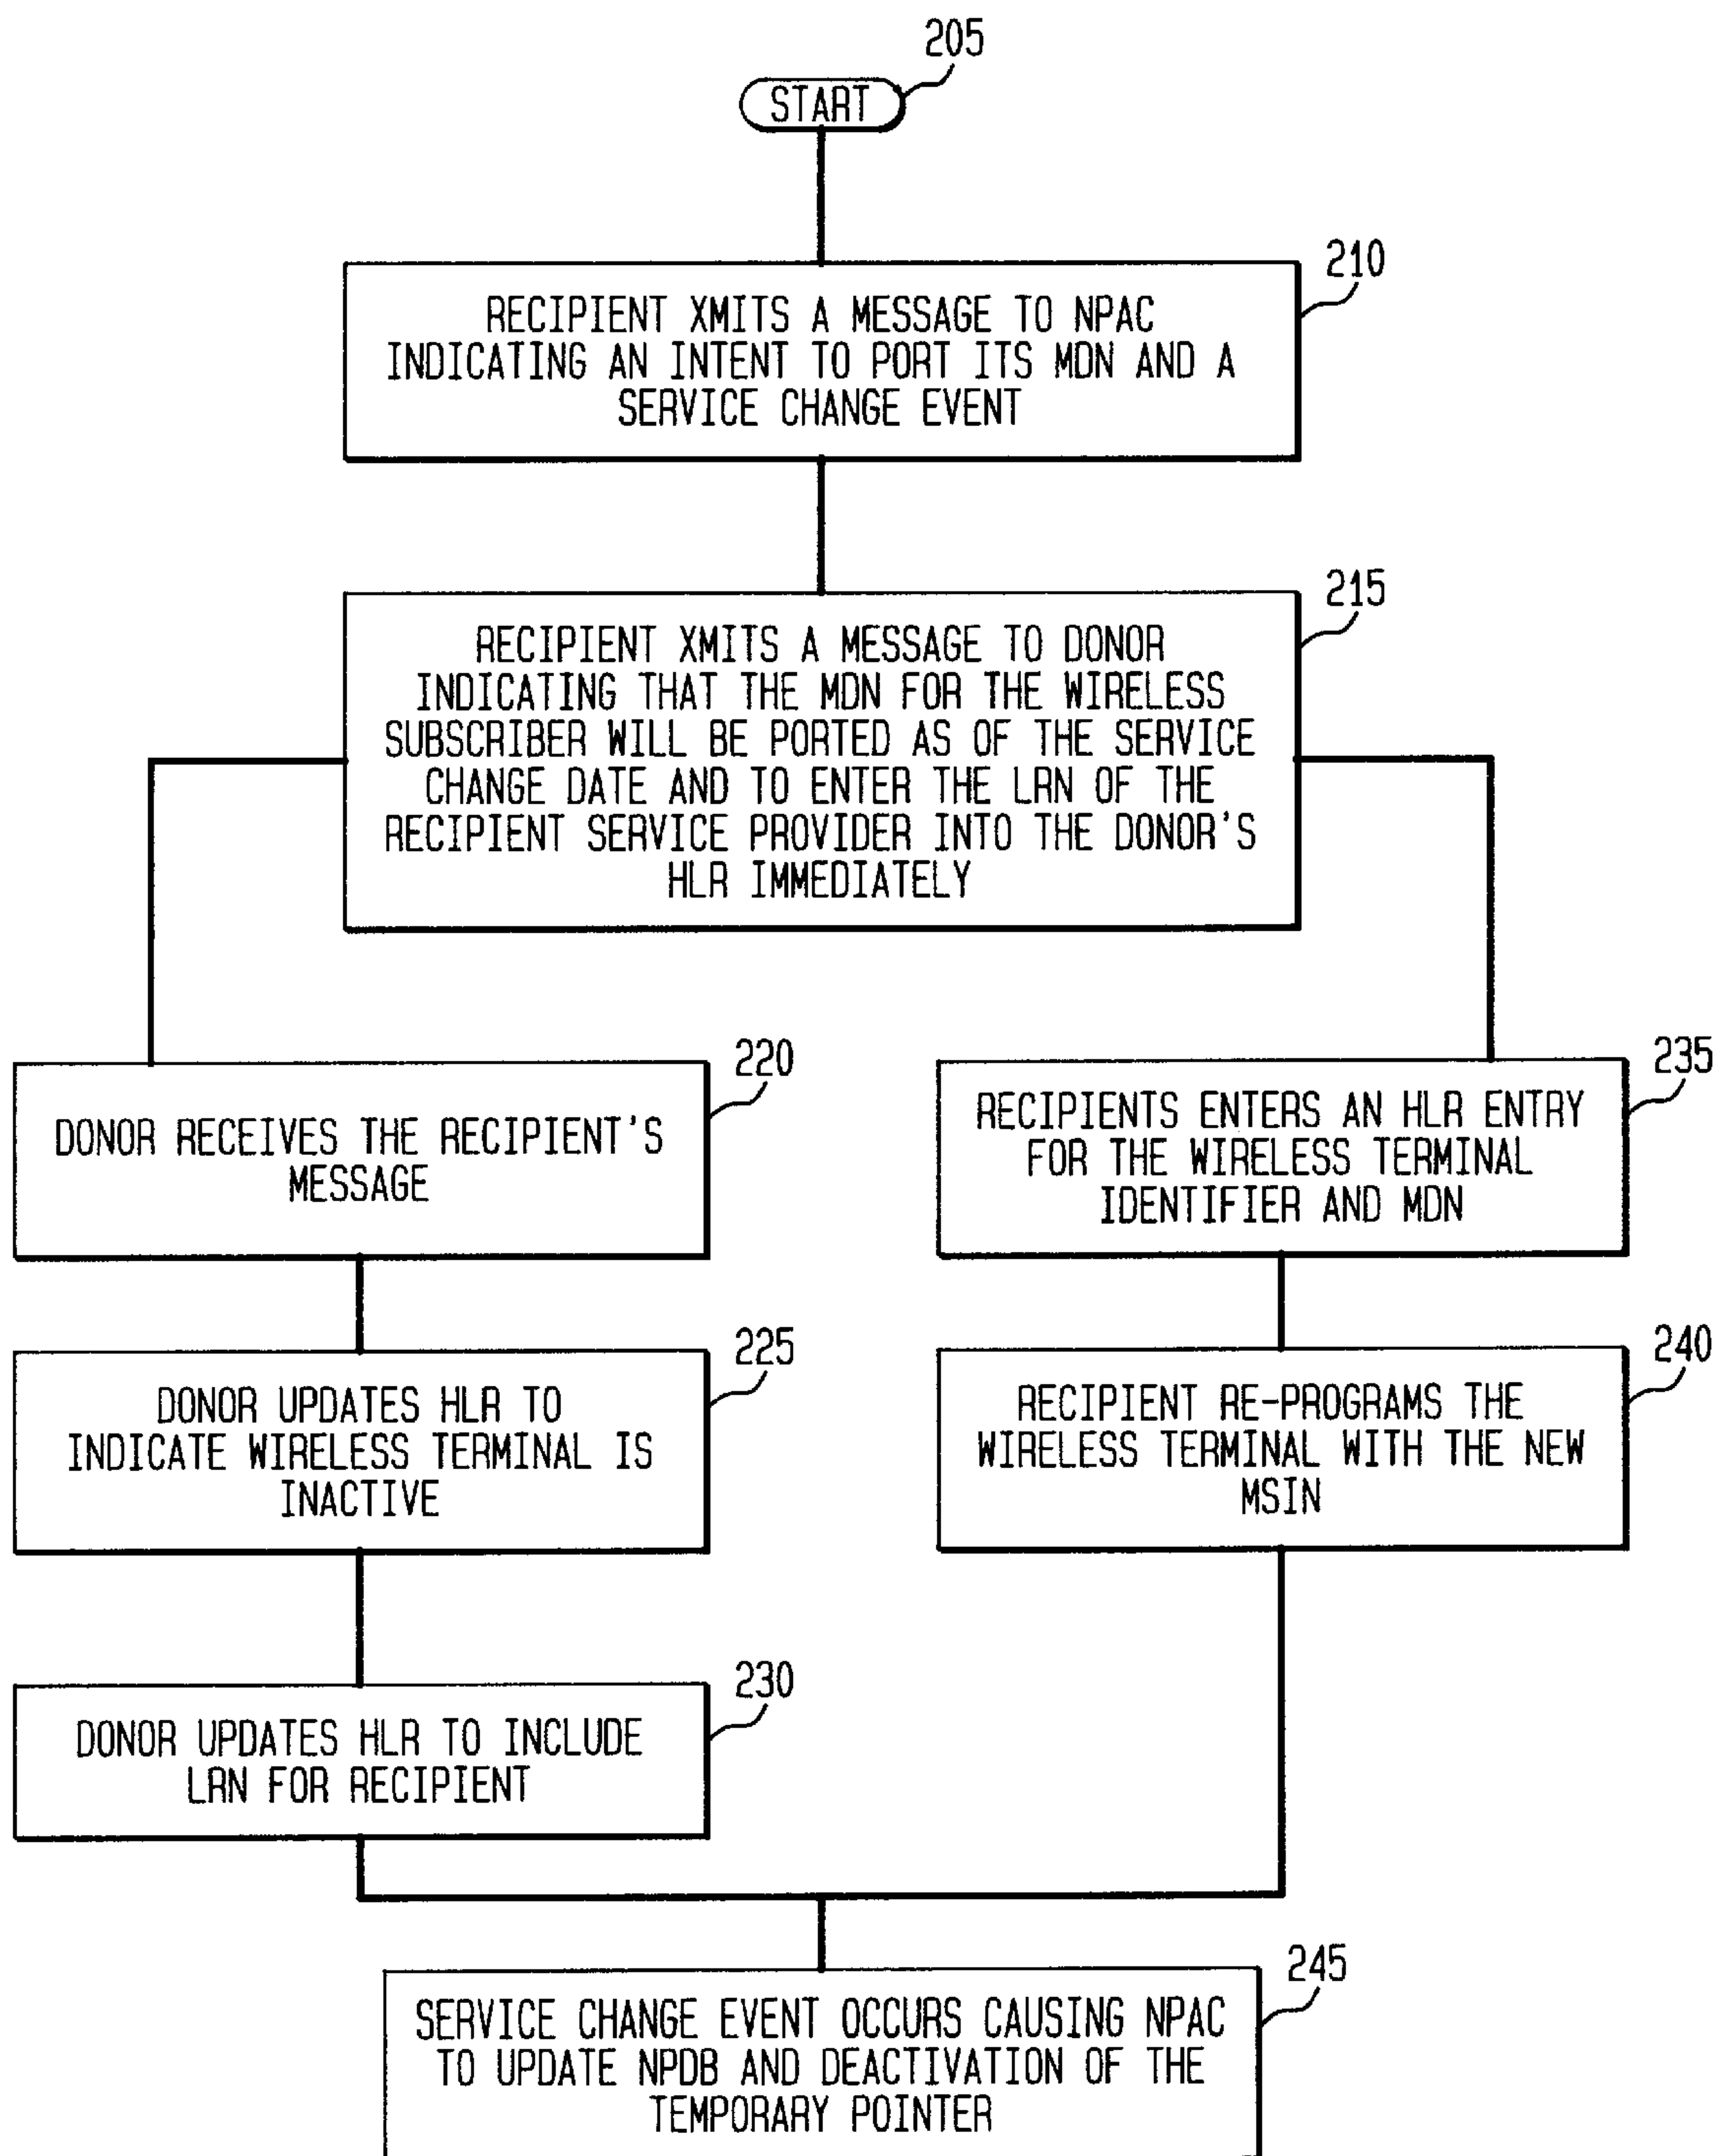 205
START
210
RECIPIENT XMITS A MESSAGE TO NPAC
INDICATING AN INTENT TO PORT ITS MDN AND A
SERVICE CHANGE EVENT
215
RECIPIENT XMITS A MESSAGE TO DONOR
INDICATING THAT THE MDN FOR THE WIRELESS
SUBSCRIBER WILL BE PORTED AS OF THE SERVICE
CHANGE DATE AND TO ENTER THE LRN OF THE
RECIPIENT SERVICE PROVIDER INTO THE DONOR'S
HLR IMMEDIATELY
220
DONOR RECEIVES THE RECIPIENT'S
MESSAGE
235
RECIPIENTS ENTERS AN HLR ENTRY
FOR THE WIRELESS TERMINAL
IDENTIFIER AND MDN
225
DONOR UPDATES HLR TO
INDICATE WIRELESS TERMINAL IS
INACTIVE
240
RECIPIENT RE-PROGRAMS THE
WIRELESS TERMINAL WITH THE NEW
MSIN
230
DONOR UPDATES HLR TO INCLUDE
LRN FOR RECIPIENT
245
SERVICE CHANGE EVENT OCCURS CAUSING NPAC
TO UPDATE NPDB AND DEACTIVATION OF THE
TEMPORARY POINTER